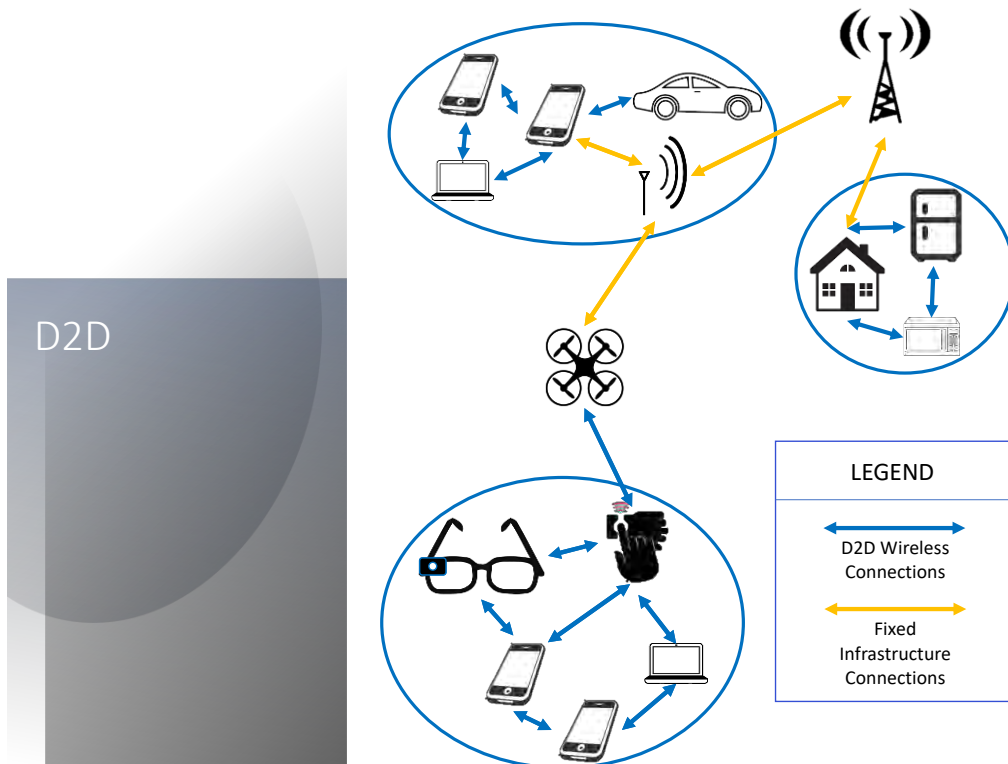 D2D
LEGEND
D2D Wireless
Connections
Fixed
Infrastructure
Connections